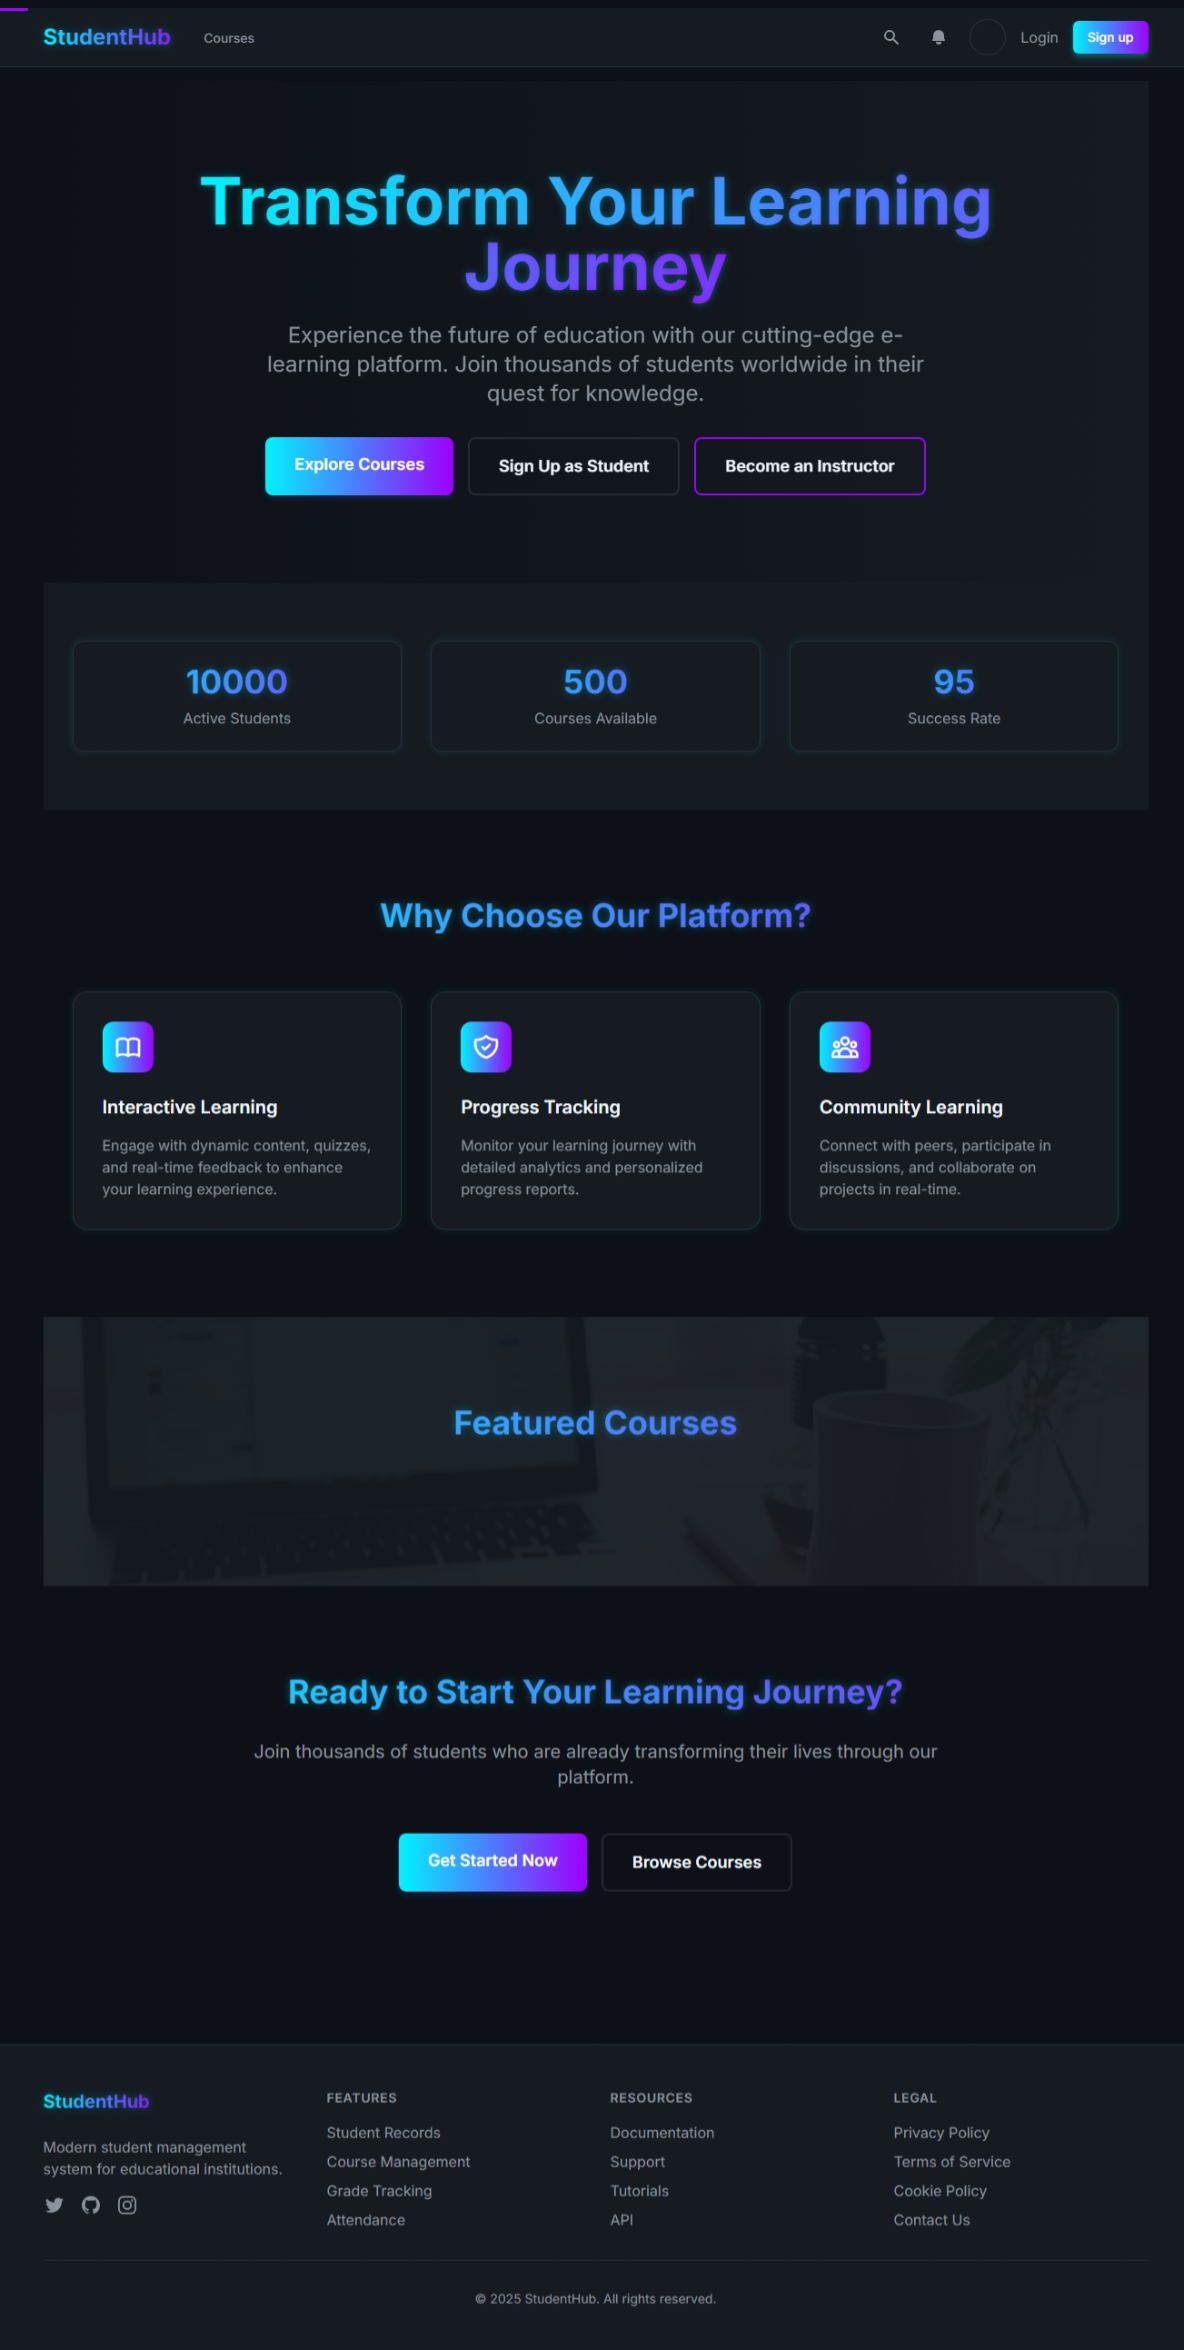 StudentHub
Courses
Login
Sign up
Transform Your Learning
Journey
Experience the future of education with our cutting-edge e-
learning platform. Join thousands of students worldwide in their
quest for knowledge.
Explore Courses
Sign Up as Student
Become an Instructor
10000
Active Students
500
Courses Available
95
Success Rate
Why Choose Our Platform?
Interactive Learning
Engage with dynamic content, quizzes,
and real-time feedback to enhance
your learning experience.
Progress Tracking
Monitor your learning journey with
detailed analytics and personalized
progress reports.
Community Learning
Connect with peers, participate in
discussions, and collaborate on
projects in real-time.
Featured Courses
Ready to Start Your Learning Journey?
Join thousands of students who are already transforming their lives through our
platform.
Get Started Now
Browse Courses
StudentHub
Modern student management
system for educational institutions.
FEATURES
Student Records
Course Management
Grade Tracking
Attendance
RESOURCES
Documentation
Support
Tutorials
API
LEGAL
Privacy Policy
Terms of Service
Cookie Policy
Contact Us
© 2025 StudentHub. All rights reserved.